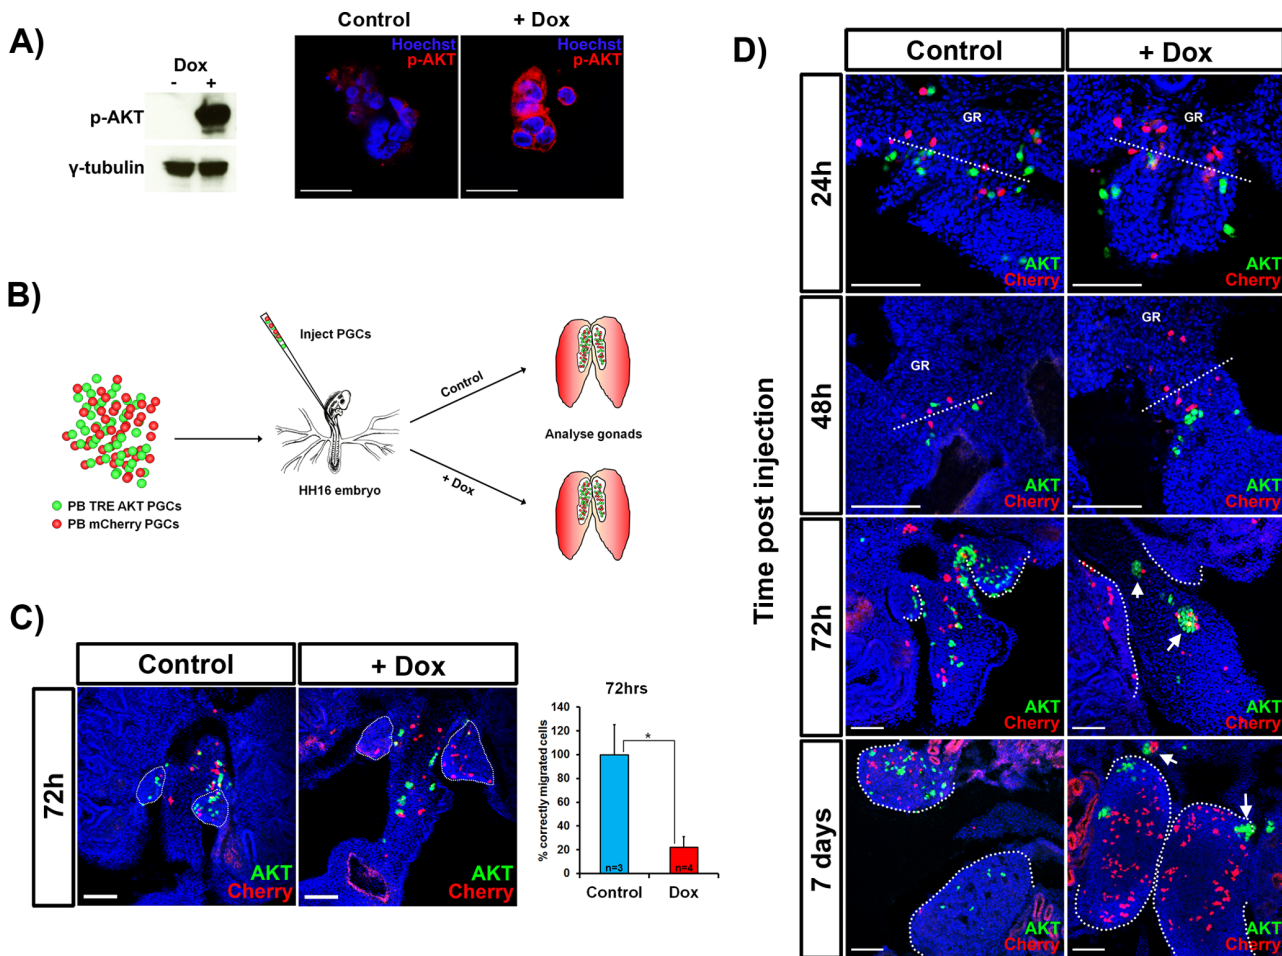 A)
Dox
- +
p-AKT
γ-tubulin
Control
+ Dox
Hoechst
p-AKT
Hoechst
p-AKT
B)
Inject PGCs
HH16 embryo
PB TRE AKT PGCs
PB mCherry PGCs
Control
+ Dox
Analyse gonads
C)
Control
+ Dox
72h
AKT
Cherry
AKT
Cherry
72hrs
% correctly migrated cells
140
120
100
80
60
40
20
0
*
n=3
n=4
Control
Dox
D)
Control
+ Dox
Time post injection
24h
GR
AKT
Cherry
GR
AKT
Cherry
48h
GR
AKT
Cherry
GR
AKT
Cherry
72h
AKT
Cherry
AKT
Cherry
7 days
AKT
Cherry
AKT
Cherry